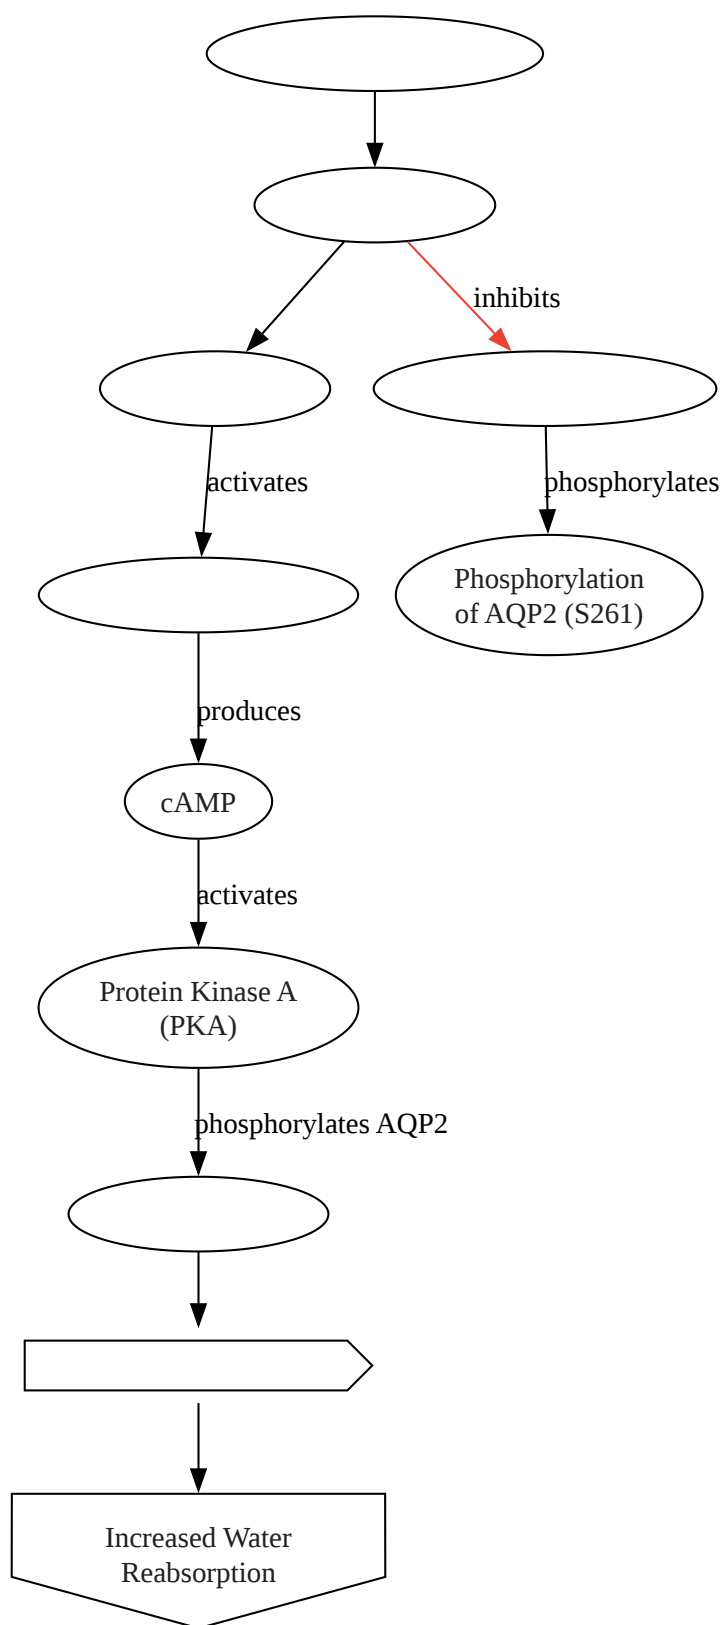 inhibits
activates
phosphorylates
Phosphorylation
of AQP2 (S261)
produces
cAMP
activates
Protein Kinase A
(PKA)
phosphorylates AQP2
Increased Water
Reabsorption